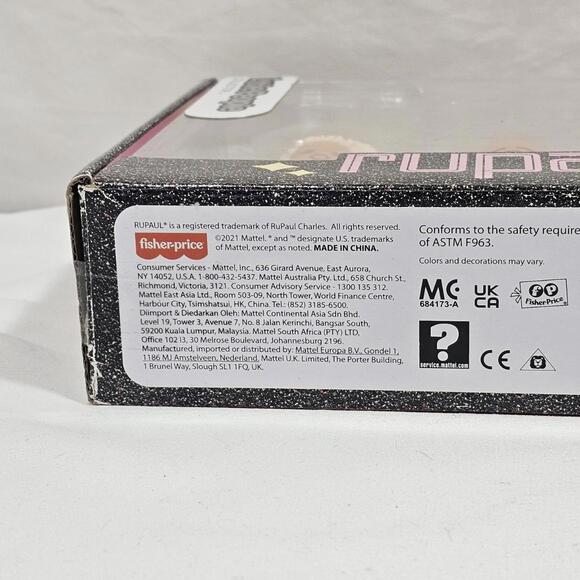 rupa
RUPAUL® is a registered trademark of RuPaul Charles. All rights reserved.
fisher-price
©2021 Mattel. ® and ™ designate U.S. trademarks
of Mattel, except as noted. MADE IN CHINA.
Consumer Services - Mattel, Inc., 636 Girard Avenue, East Aurora,
NY 14052, U.S.A. 1-800-432-5437. Mattel Australia Pty. Ltd., 658 Church St.,
Richmond, Victoria, 3121. Consumer Advisory Service - 1300 135 312.
Mattel East Asia Ltd., Room 503-09, North Tower, World Finance Centre,
Harbour City, Tsimshatsui, HK, China. Tel.: (852) 3185-6500.
Diimport & Diedarkan Oleh: Mattel Continental Asia Sdn Bhd.
Level 19, Tower 3, Avenue 7, No. 8 Jalan Kerinchi, Bangsar South,
59200 Kuala Lumpur, Malaysia. Mattel South Africa (PTY) LTD,
Office 102 I3, 30 Melrose Boulevard, Johannesburg 2196.
Manufactured, imported or distributed by: Mattel Europa B.V., Gondel 1,
1186 MJ Amstelveen, Nederland. Mattel U.K. Limited, The Porter Building,
1 Brunel Way, Slough SL1 1FQ, UK.
Conforms to the safety require
of ASTM F963.
Colors and decorations may vary.
MC
684173-A
UK
CA
Fisher-Price
?
service.mattel.com
CE